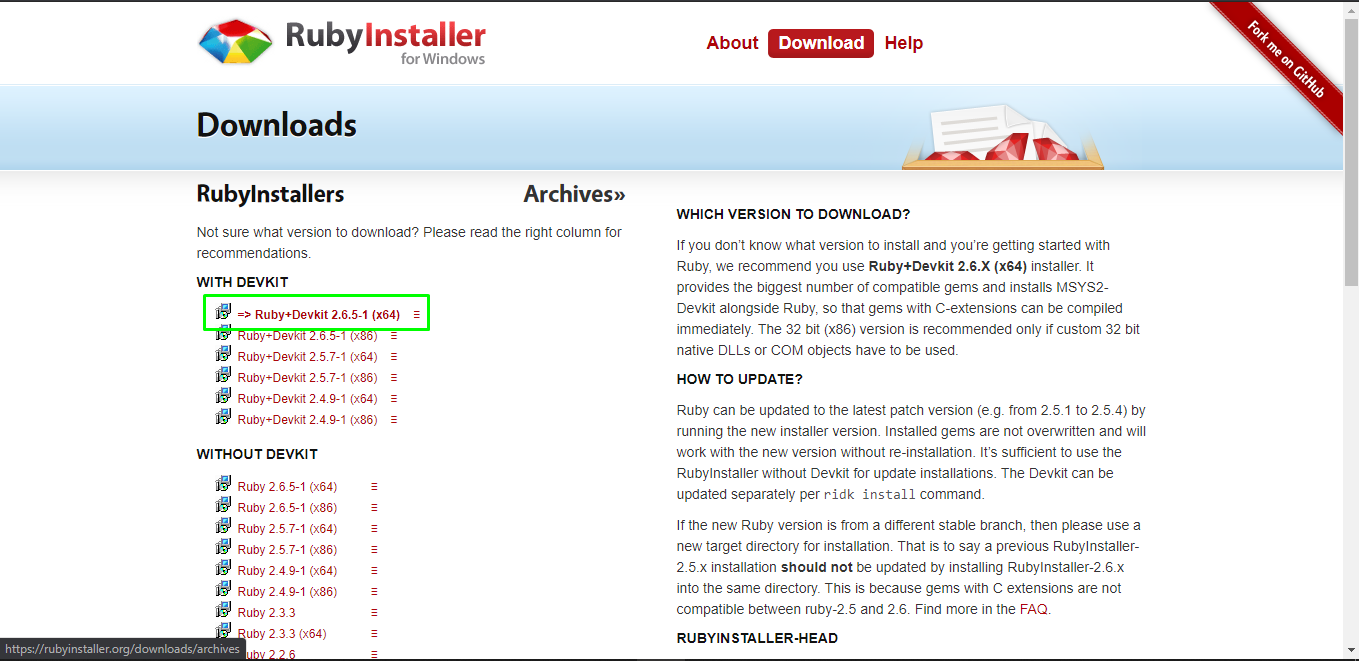 RubyInstaller
for Windows
About Download Help
Fork me on GitHub
Downloads
RubyInstallers
Archives»
Not sure what version to download? Please read the right column for
recommendations.
WITH DEVKIT
=> Ruby+Devkit 2.6.5-1 (x64) ≡
Ruby+Devkit 2.6.5-1 (x86) ≡
Ruby+Devkit 2.5.7-1 (x64) ≡
Ruby+Devkit 2.5.7-1 (x86) ≡
Ruby+Devkit 2.4.9-1 (x64) ≡
Ruby+Devkit 2.4.9-1 (x86) ≡
WITHOUT DEVKIT
Ruby 2.6.5-1 (x64) ≡
Ruby 2.6.5-1 (x86) ≡
Ruby 2.5.7-1 (x64) ≡
Ruby 2.5.7-1 (x86) ≡
Ruby 2.4.9-1 (x64) ≡
Ruby 2.4.9-1 (x86) ≡
Ruby 2.3.3 ≡
Ruby 2.3.3 (x64) ≡
uby 2.2.6 ≡
https://rubyinstaller.org/downloads/archives
WHICH VERSION TO DOWNLOAD?
If you don’t know what version to install and you’re getting started with
Ruby, we recommend you use Ruby+Devkit 2.6.X (x64) installer. It
provides the biggest number of compatible gems and installs MSYS2-
Devkit alongside Ruby, so that gems with C-extensions can be compiled
immediately. The 32 bit (x86) version is recommended only if custom 32 bit
native DLLs or COM objects have to be used.
HOW TO UPDATE?
Ruby can be updated to the latest patch version (e.g. from 2.5.1 to 2.5.4) by
running the new installer version. Installed gems are not overwritten and will
work with the new version without re-installation. It’s sufficient to use the
RubyInstaller without Devkit for update installations. The Devkit can be
updated separately per ridk install command.
If the new Ruby version is from a different stable branch, then please use a
new target directory for installation. That is to say a previous RubyInstaller-
2.5.x installation should not be updated by installing RubyInstaller-2.6.x
into the same directory. This is because gems with C extensions are not
compatible between ruby-2.5 and 2.6. Find more in the FAQ.
RUBYINSTALLER-HEAD